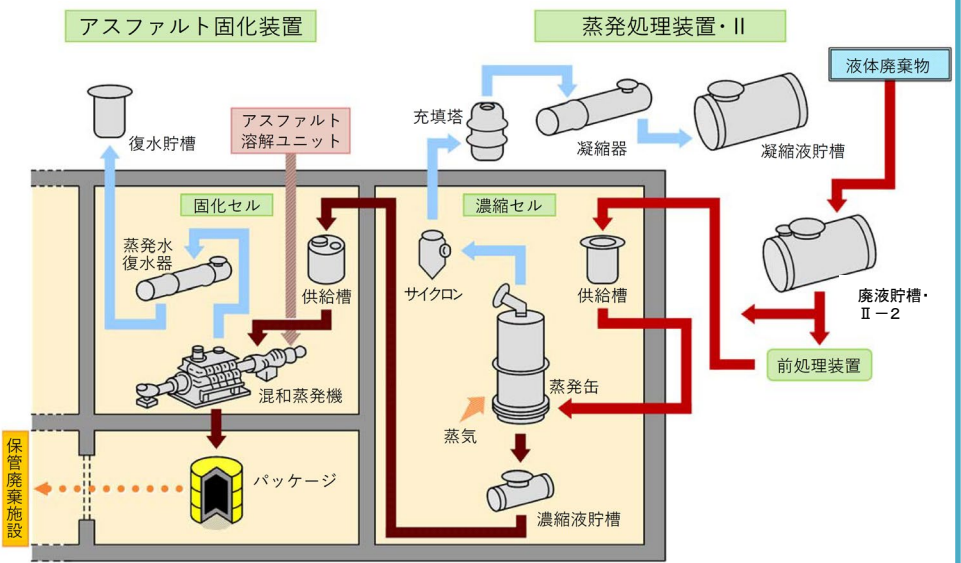 アスファルト固化装置
蒸発処理装置・Ⅱ
液体廃棄物
復水貯槽
アスファルト
溶解ユニット
充填塔
凝縮器
凝縮液貯槽
固化セル
濃縮セル
蒸発水
復水器
供給槽
サイクロン
供給槽
廃液貯槽・
Ⅱ－2
混和蒸発機
蒸発缶
前処理装置
蒸気
保管廃棄施設
パッケージ
濃縮液貯槽